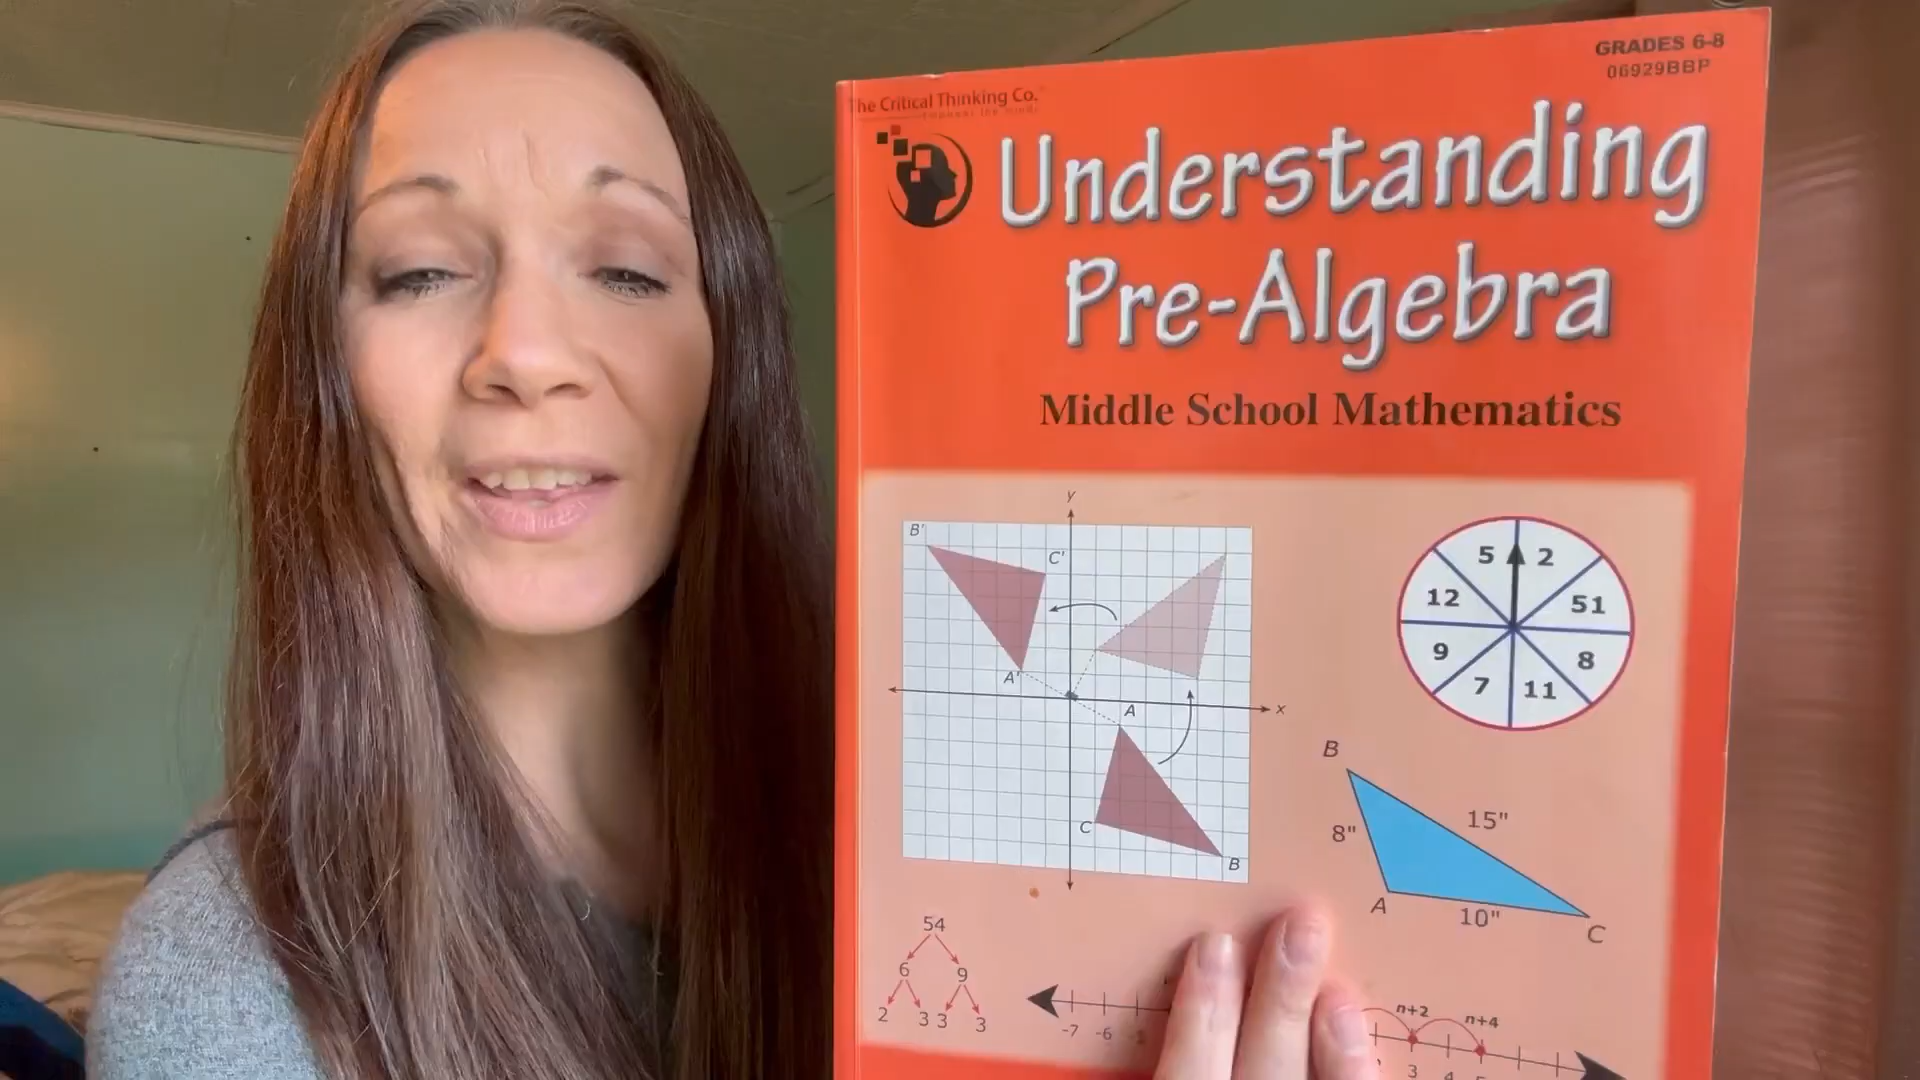 GRADES 6-8
06929BBP
The Critical Thinking Co.
Understanding
Pre-Algebra
Middle School Mathematics
y
B'
C'
A'
A
x
C
B
5 2
12 51
9 8
7 11
B
8"
15"
A
10"
C
54
6 9
2 3 3 3
-7 -6
n+2 n+4
3 4